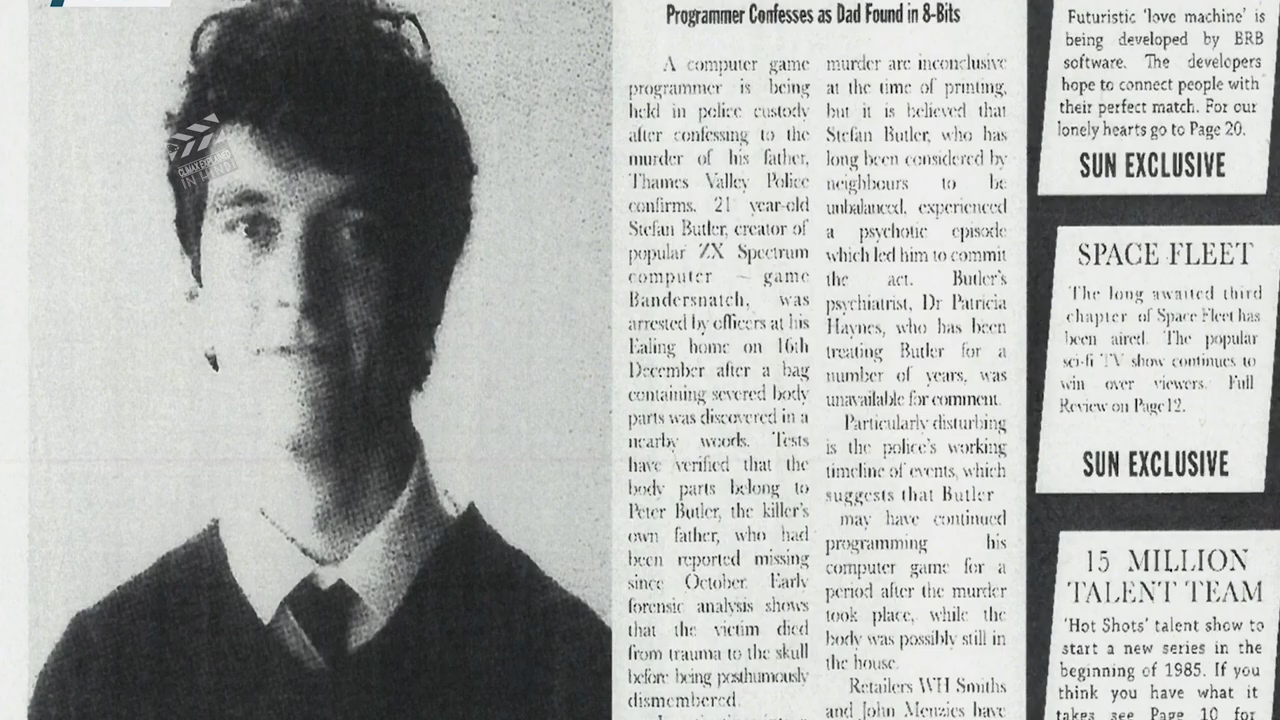 Programmer Confesses as Dad Found in 8-Bits
A computer game
programmer is being
held in police custody
after confessing to the
murder of his father,
Thames Valley Police
confirms. 21 year-old
Stefan Butler, creator of
popular ZX Spectrum
computer - game
Bandersnatch, was
arrested by officers at his
Ealing home on 16th
December after a bag
containing severed body
parts was discovered in a
nearby woods. Tests
have verified that the
body parts belong to
Peter Butler, the killer's
own father, who had
been reported missing
since October. Early
forensic analysis shows
that the victim died
from trauma to the skull
before being posthumously
dismembered.
murder are inconclusive
at the time of printing,
but it is believed that
Stefan Butler, who has
long been considered by
neighbours to be
unbalanced, experienced
a psychotic episode
which led him to commit
the act. Butler's
psychiatrist, Dr Patricia
Haynes, who has been
treating Butler for a
number of years, was
unavailable for comment.
Particularly disturbing
is the police's working
timeline of events, which
suggests that Butler
may have continued
programming his
computer game for a
period after the murder
took place, while the
body was possibly still in
the house.
Retailers WH Smiths
and John Menzies have
Futuristic 'love machine' is
being developed by BRB
software. The developers
hope to connect people with
their perfect match. For our
lonely hearts go to Page 20.
SUN EXCLUSIVE
SPACE FLEET
The long awaited third
chapter of Space Fleet has
been aired. The popular
sci-fi TV show continues to
win over viewers. Full
Review on Page 12.
SUN EXCLUSIVE
15 MILLION
TALENT TEAM
'Hot Shots' talent show to
start a new series in the
beginning of 1985. If you
think you have what it
takes see Page 10 for
CLIMAX EXPLAINED
IN HINDI